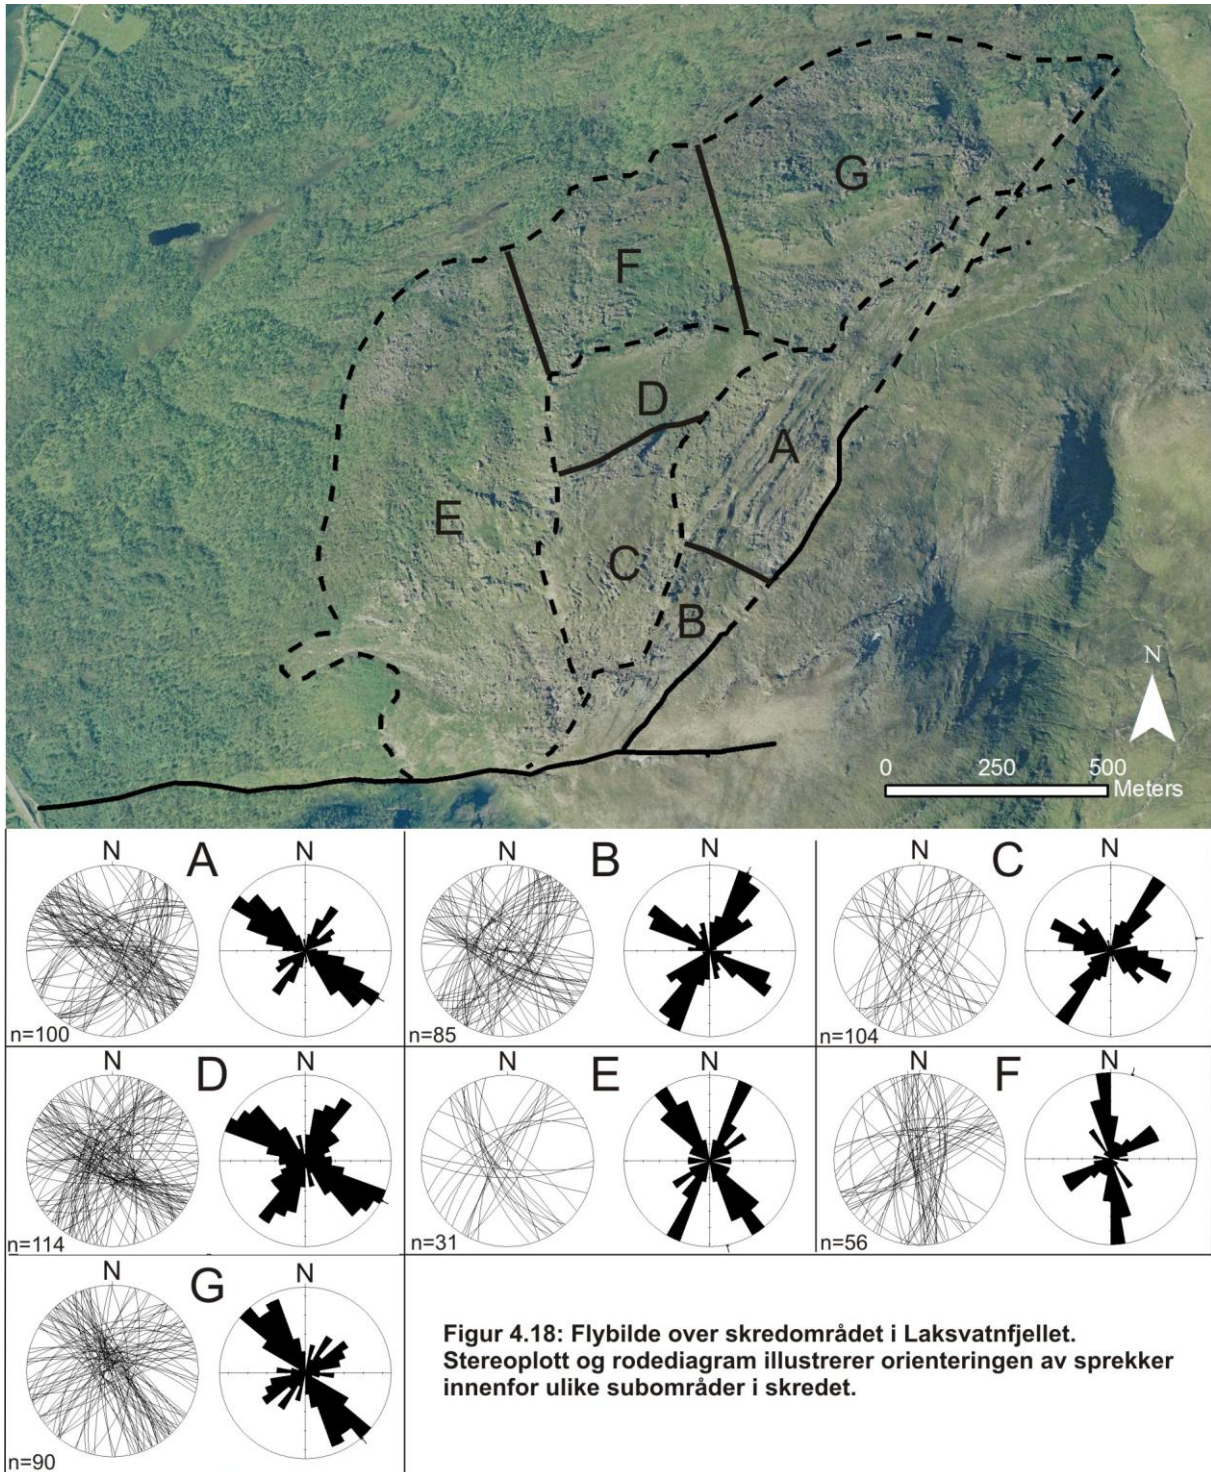 G
F
D
A
E
C
B
N
0 250 500
Meters
N A N
n=100
N B N
n=85
N C N
n=104
N D N
n=114
N E N
n=31
N F N
n=56
N G N
n=90
Figur 4.18: Flybilde over skredområdet i Laksvatnfjellet.
Stereoplott og rodediagram illustrerer orienteringen av sprekker
innenfor ulike subområder i skredet.